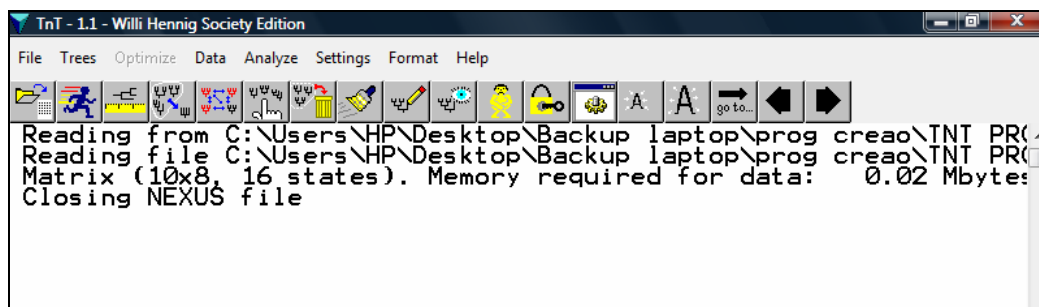 TnT - 1.1 - Willi Hennig Society Edition
File Trees Optimize Data Analyze Settings Format Help
A A go to...
Reading from C:\Users\HP\Desktop\Backup laptop\prog creao\TNT PRO
Reading file C:\Users\HP\Desktop\Backup laptop\prog creao\TNT PRO
Matrix (10x8, 16 states). Memory required for data: 0.02 Mbytes
Closing NEXUS file